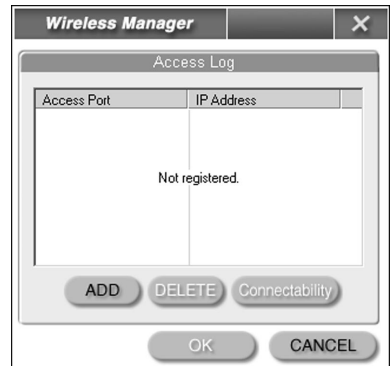 Wireless Manager
Access Log
Access Port IP Address
Not registered.
ADD DELETE Connectability
OK CANCEL